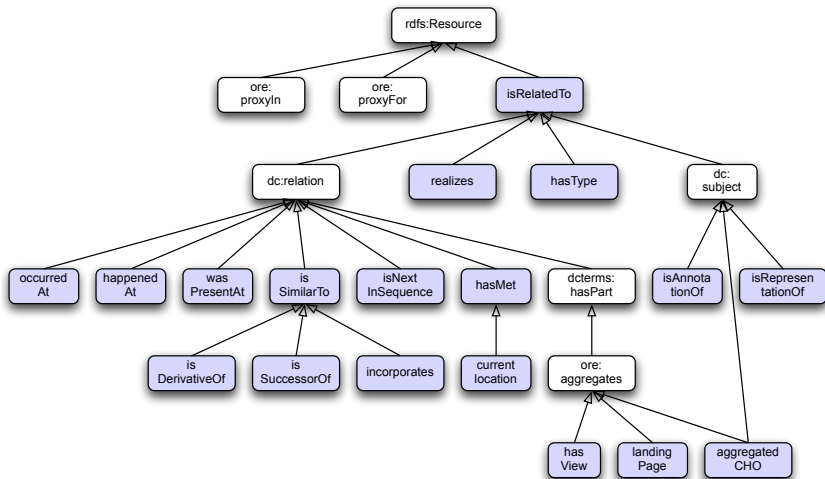 rdfs:Resource
ore:
proxyIn
ore:
proxyFor
isRelatedTo
dc:relation
realizes
hasType
dc:
subject
occurred
At
happened
At
was
PresentAt
is
SimilarTo
isNext
InSequence
hasMet
dcterms:
hasPart
isAnnota
tionOf
isRepresen
tationOf
is
DerivativeOf
is
SuccessorOf
incorporates
current
location
ore:
aggregates
has
View
landing
Page
aggregated
CHO